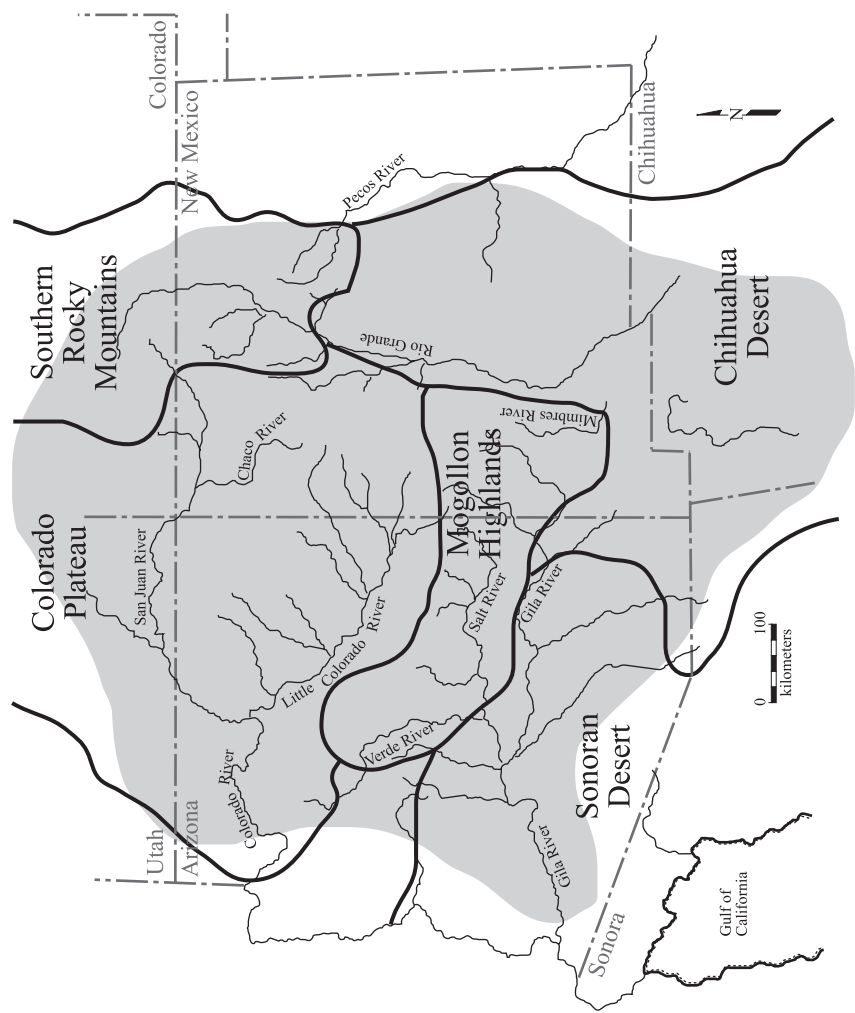 Colorado
New Mexico
Chihuahua
N
Pecos River
Southern
Rocky
Mountains
Rio Grande
Chihuahua
Desert
Mimbres River
Chaco River
Mogollon
Highlands
Colorado
Plateau
San Juan River
Salt River
Gila River
Little Colorado River
0 100
kilometers
Verde River
Sonoran
Desert
Colorado River
Utah
Arizona
Gila River
Sonora
Gulf of
California